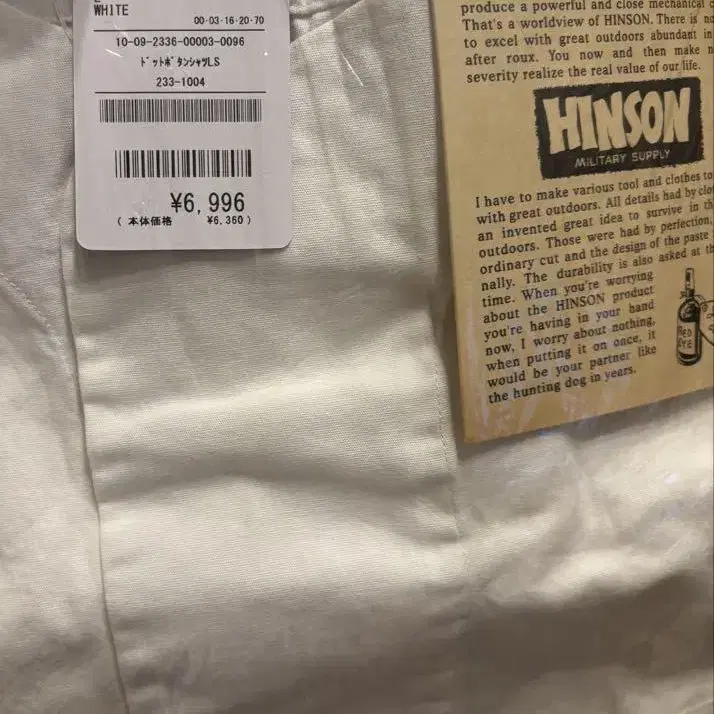 WHITE
00-03-16-20-70
10-09-2336-00003-0096
ﾄﾞｯﾄﾎﾞﾀﾝｼｬﾂLS
233-1004
¥6,996
( 本体価格 ¥6,360 )
produce a powerful and close mechanical
That's a worldview of HINSON. There is
to excel with great outdoors abundant in
after roux. You now and then make
severity realize the real value of our life.
HINSON
MILITARY SUPPLY
I have to make various tool and clothes to
with great outdoors. All details had by
an invented great idea to survive in
outdoors. Those were had by perfection,
ordinary cut and the design of the paste
nally. The durability is also asked at
time. When you're worrying
about the HINSON product
you're having in your hand
now, I worry about nothing,
when putting it on once, it
would be your partner like
the hunting dog in years.
RED
EYE